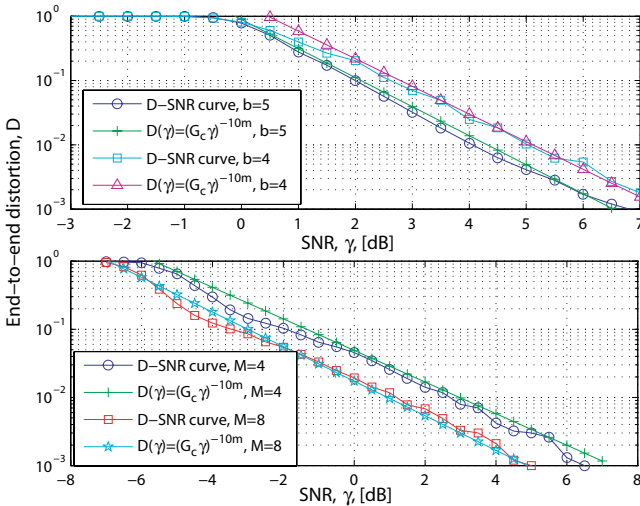 End-to-end distortion, D
10^0
10^-1
10^-2
10^-3
D−SNR curve, b=5
D(γ)=(G_c γ)^−10m, b=5
D−SNR curve, b=4
D(γ)=(G_c γ)^−10m, b=4
−3 −2 −1 0 1 2 3 4 5 6 7
SNR, γ, [dB]
10^0
10^-1
10^-2
10^-3
D−SNR curve, M=4
D(γ)=(G_c γ)^−10m, M=4
D−SNR curve, M=8
D(γ)=(G_c γ)^−10m, M=8
−8 −6 −4 −2 0 2 4 6 8
SNR, γ, [dB]